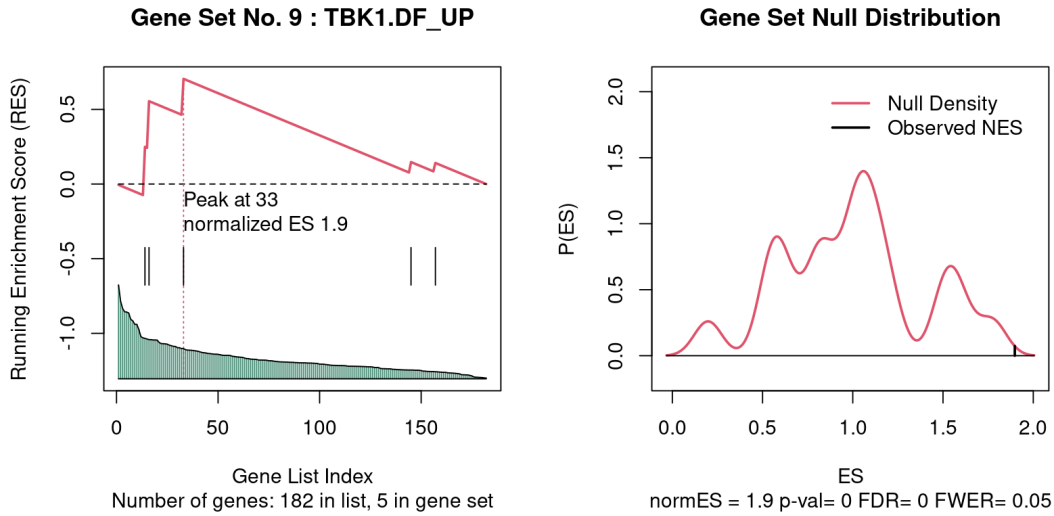 Gene Set No. 9 : TBK1.DF_UP
Running Enrichment Score (RES)
0.5
0.0
-0.5
-1.0
Peak at 33
normalized ES 1.9
0 50 100 150
Gene List Index
Number of genes: 182 in list, 5 in gene set
Gene Set Null Distribution
P(ES)
2.0
1.5
1.0
0.5
0.0
Null Density
Observed NES
0.0 0.5 1.0 1.5 2.0
ES
normES = 1.9 p-val= 0 FDR= 0 FWER= 0.05